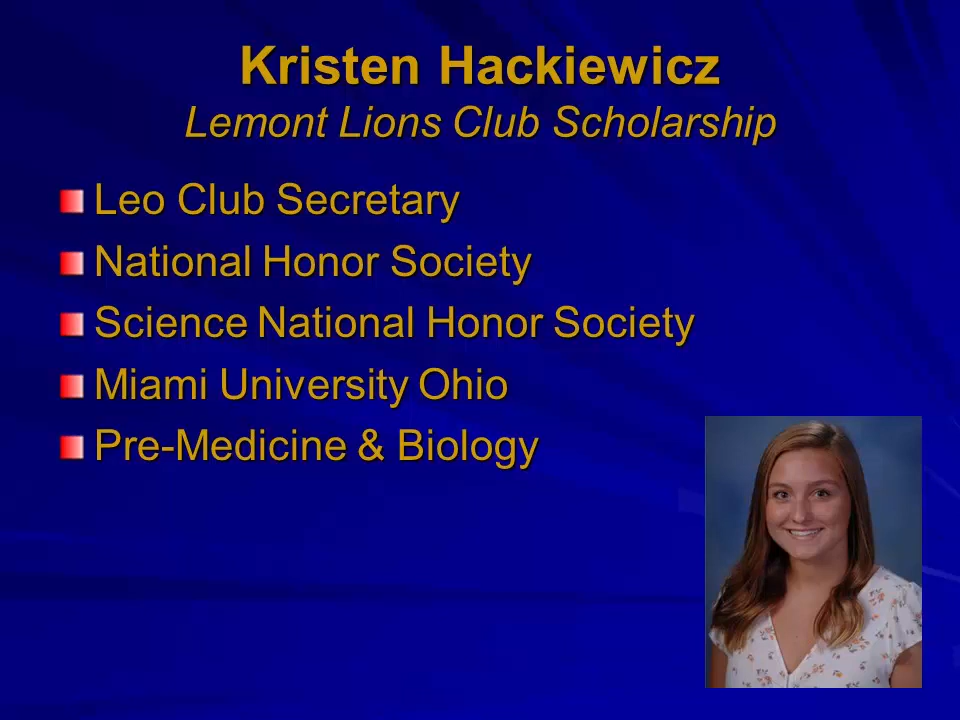 Kristen Hackiewicz
Lemont Lions Club Scholarship
Leo Club Secretary
National Honor Society
Science National Honor Society
Miami University Ohio
Pre-Medicine & Biology